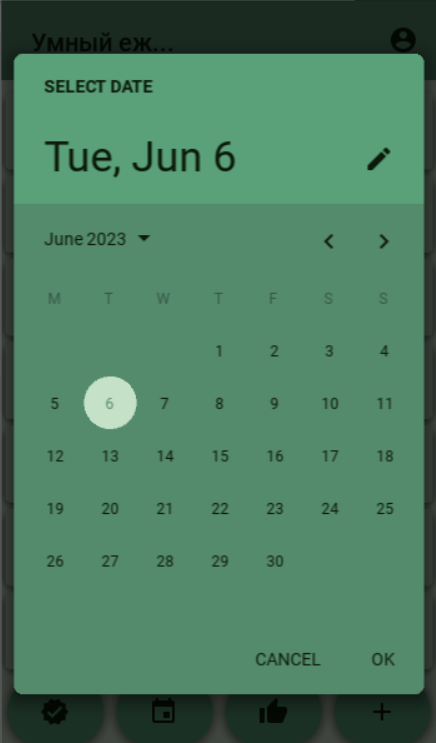 Умный еж...
SELECT DATE
Tue, Jun 6
June 2023
M T W T F S S
1 2 3 4
5 6 7 8 9 10 11
12 13 14 15 16 17 18
19 20 21 22 23 24 25
26 27 28 29 30
CANCEL OK